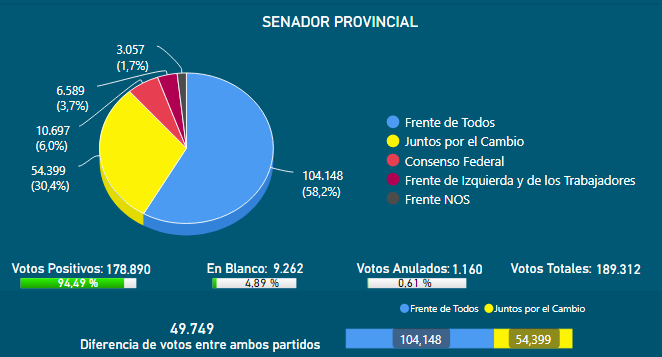 SENADOR PROVINCIAL
3.057
(1,7%)
6.589
(3,7%)
10.697
(6,0%)
54.399
(30,4%)
104.148
(58,2%)
Frente de Todos
Juntos por el Cambio
Consenso Federal
Frente de Izquierda y de los Trabajadores
Frente NOS
Votos Positivos: 178.890
94,49 %
En Blanco: 9.262
4,89 %
Votos Anulados: 1.160
0,61 %
Votos Totales: 189.312
Frente de Todos Juntos por el Cambio
49.749
Diferencia de votos entre ambos partidos
104,148 54,399